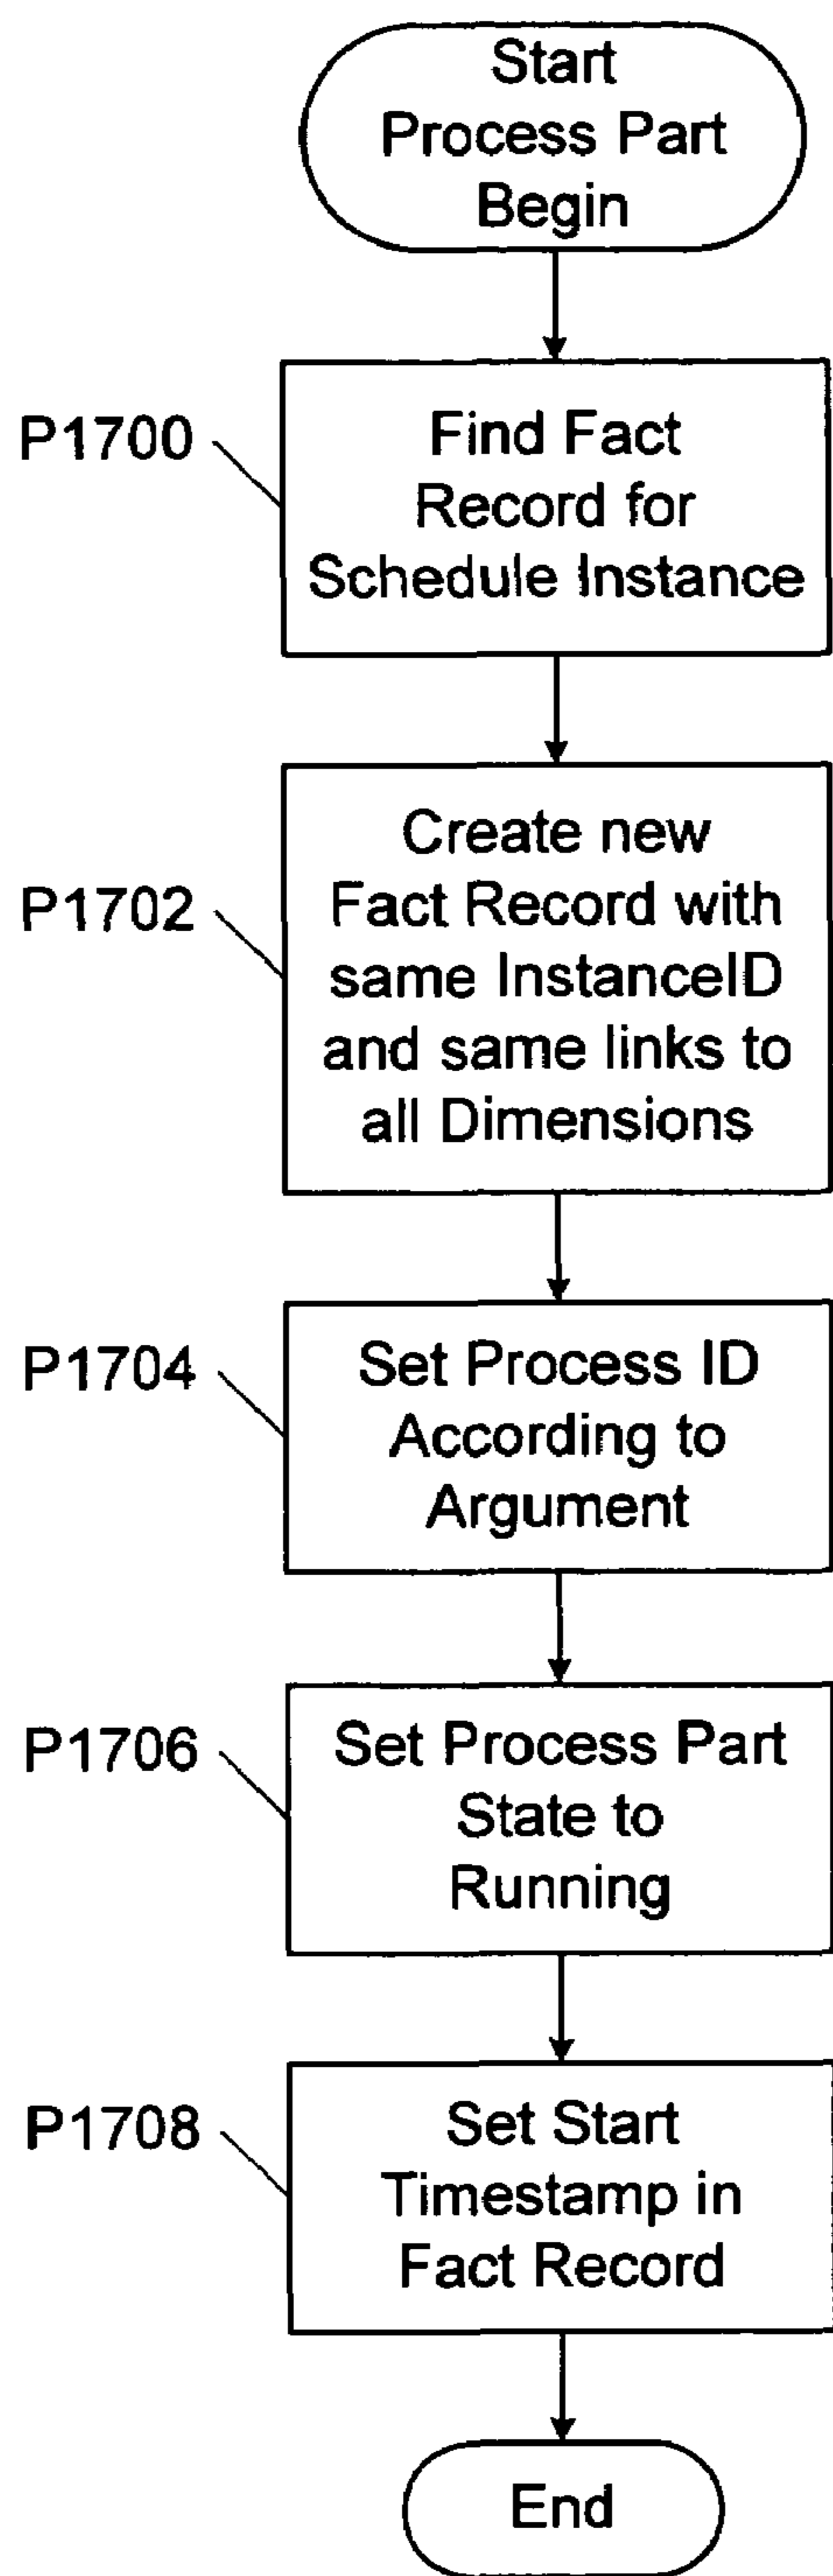 Start
Process Part
Begin
P1700
Find Fact
Record for
Schedule Instance
P1702
Create new
Fact Record with
same InstanceID
and same links to
all Dimensions
P1704
Set Process ID
According to
Argument
P1706
Set Process Part
State to
Running
P1708
Set Start
Timestamp in
Fact Record
End